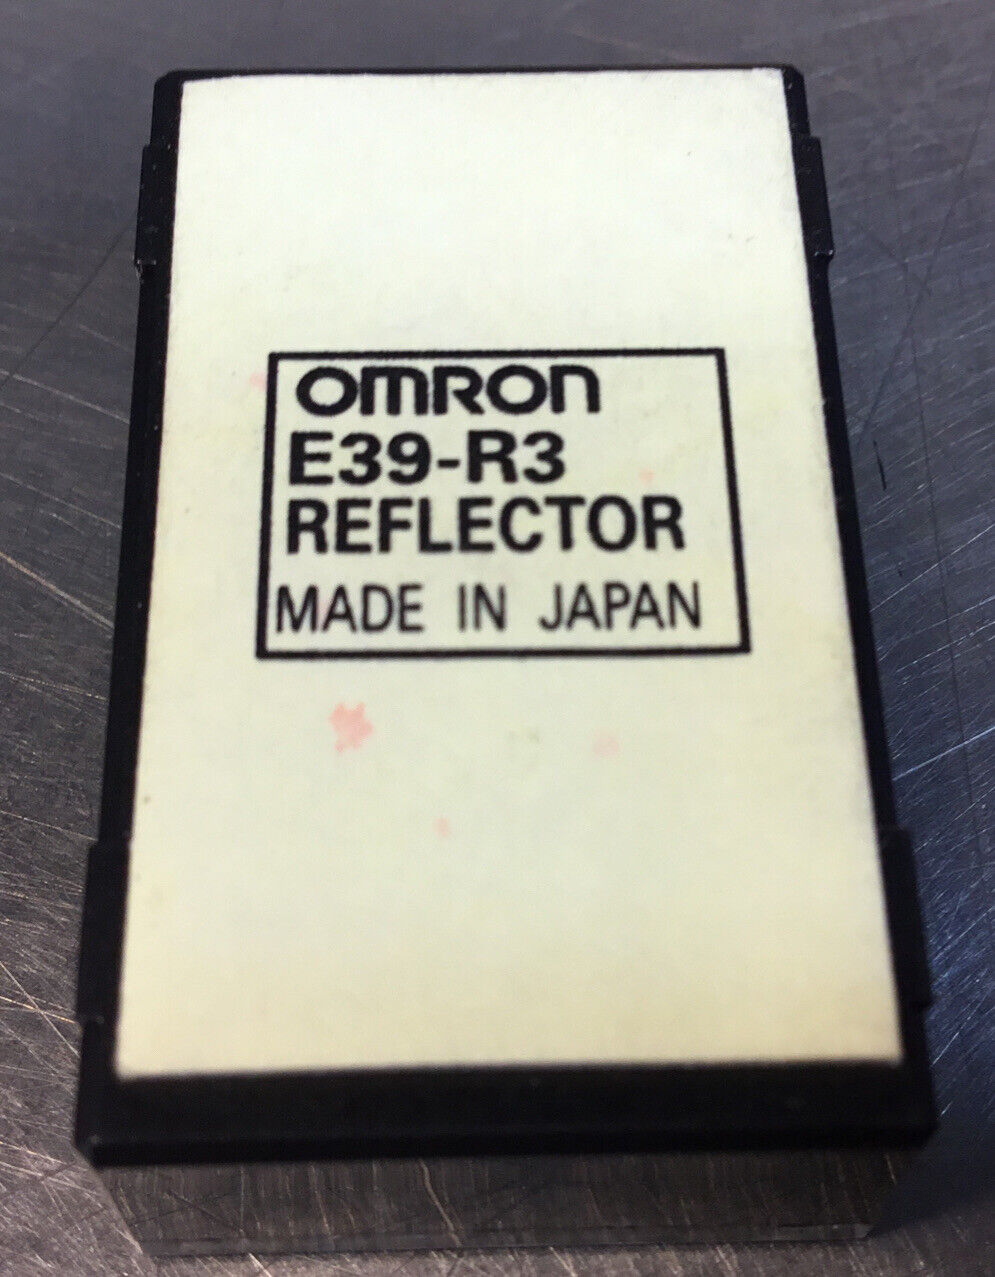 OMRON
E39-R3
REFLECTOR
MADE IN JAPAN